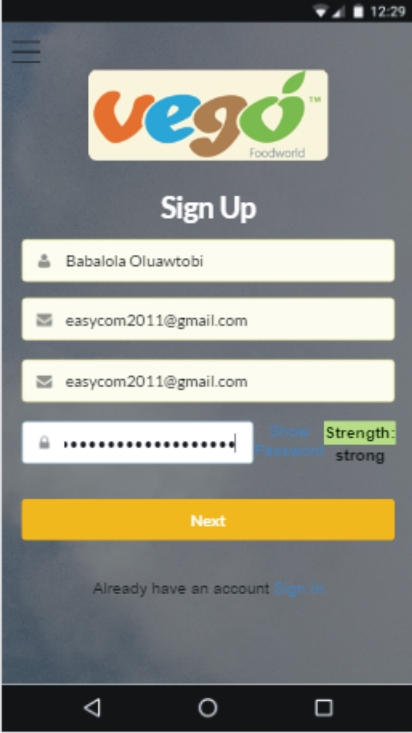 12:29
vegó™
Foodworld
Sign Up
Babalola Oluawtobi
easycom2011@gmail.com
easycom2011@gmail.com
Show
Password
Strength:
strong
Next
Already have an account Sign in